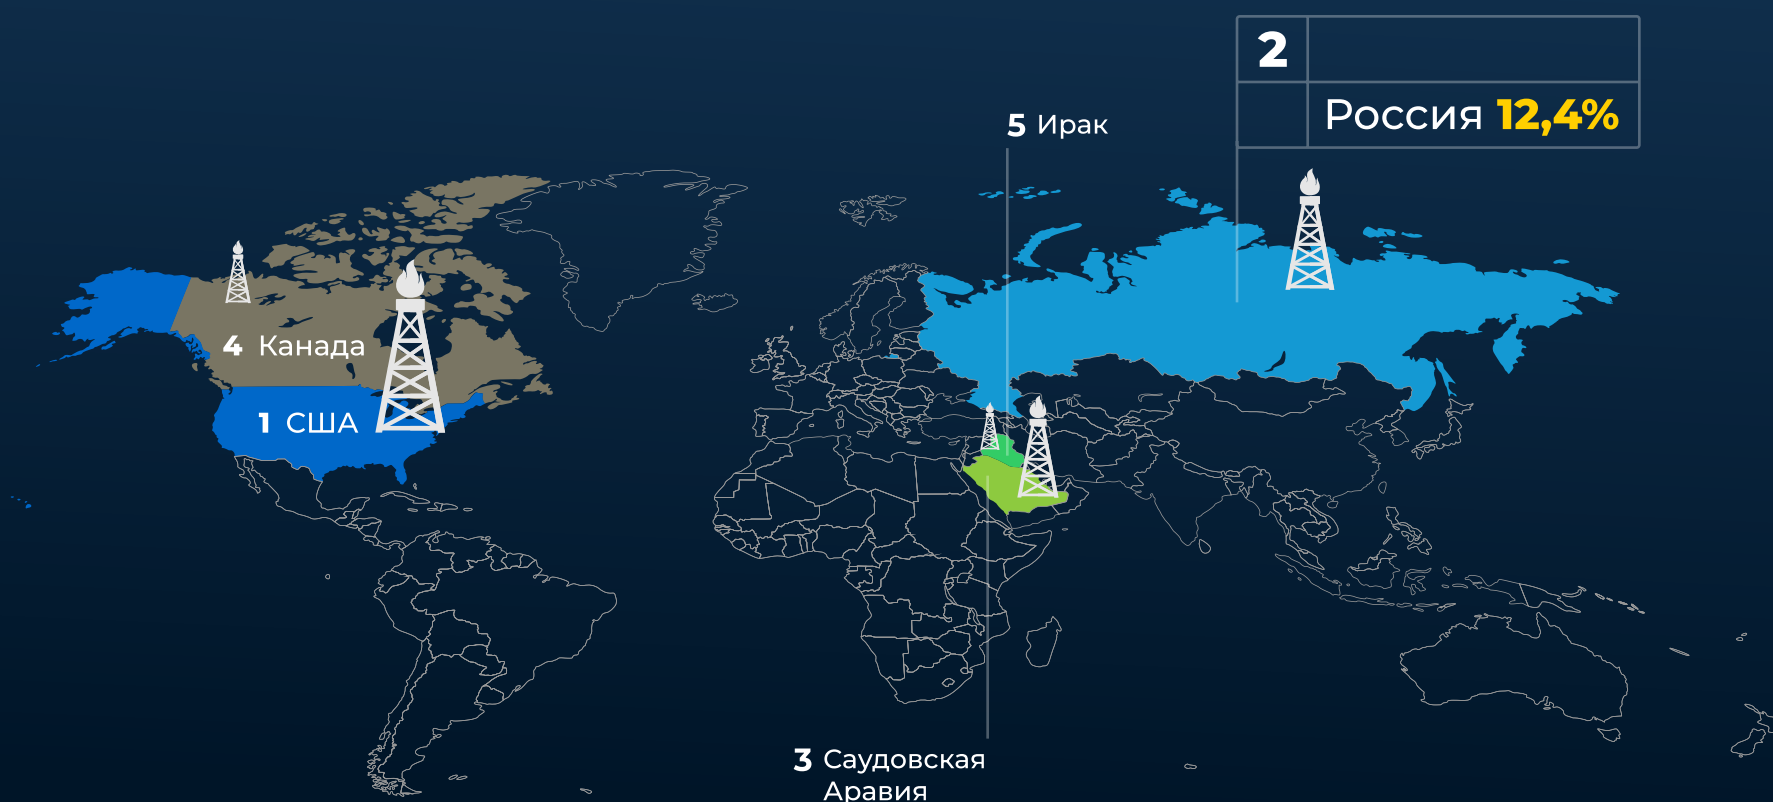 2
Россия 12,4%
5 Ирак
4 Канада
1 США
3 Саудовская
Аравия